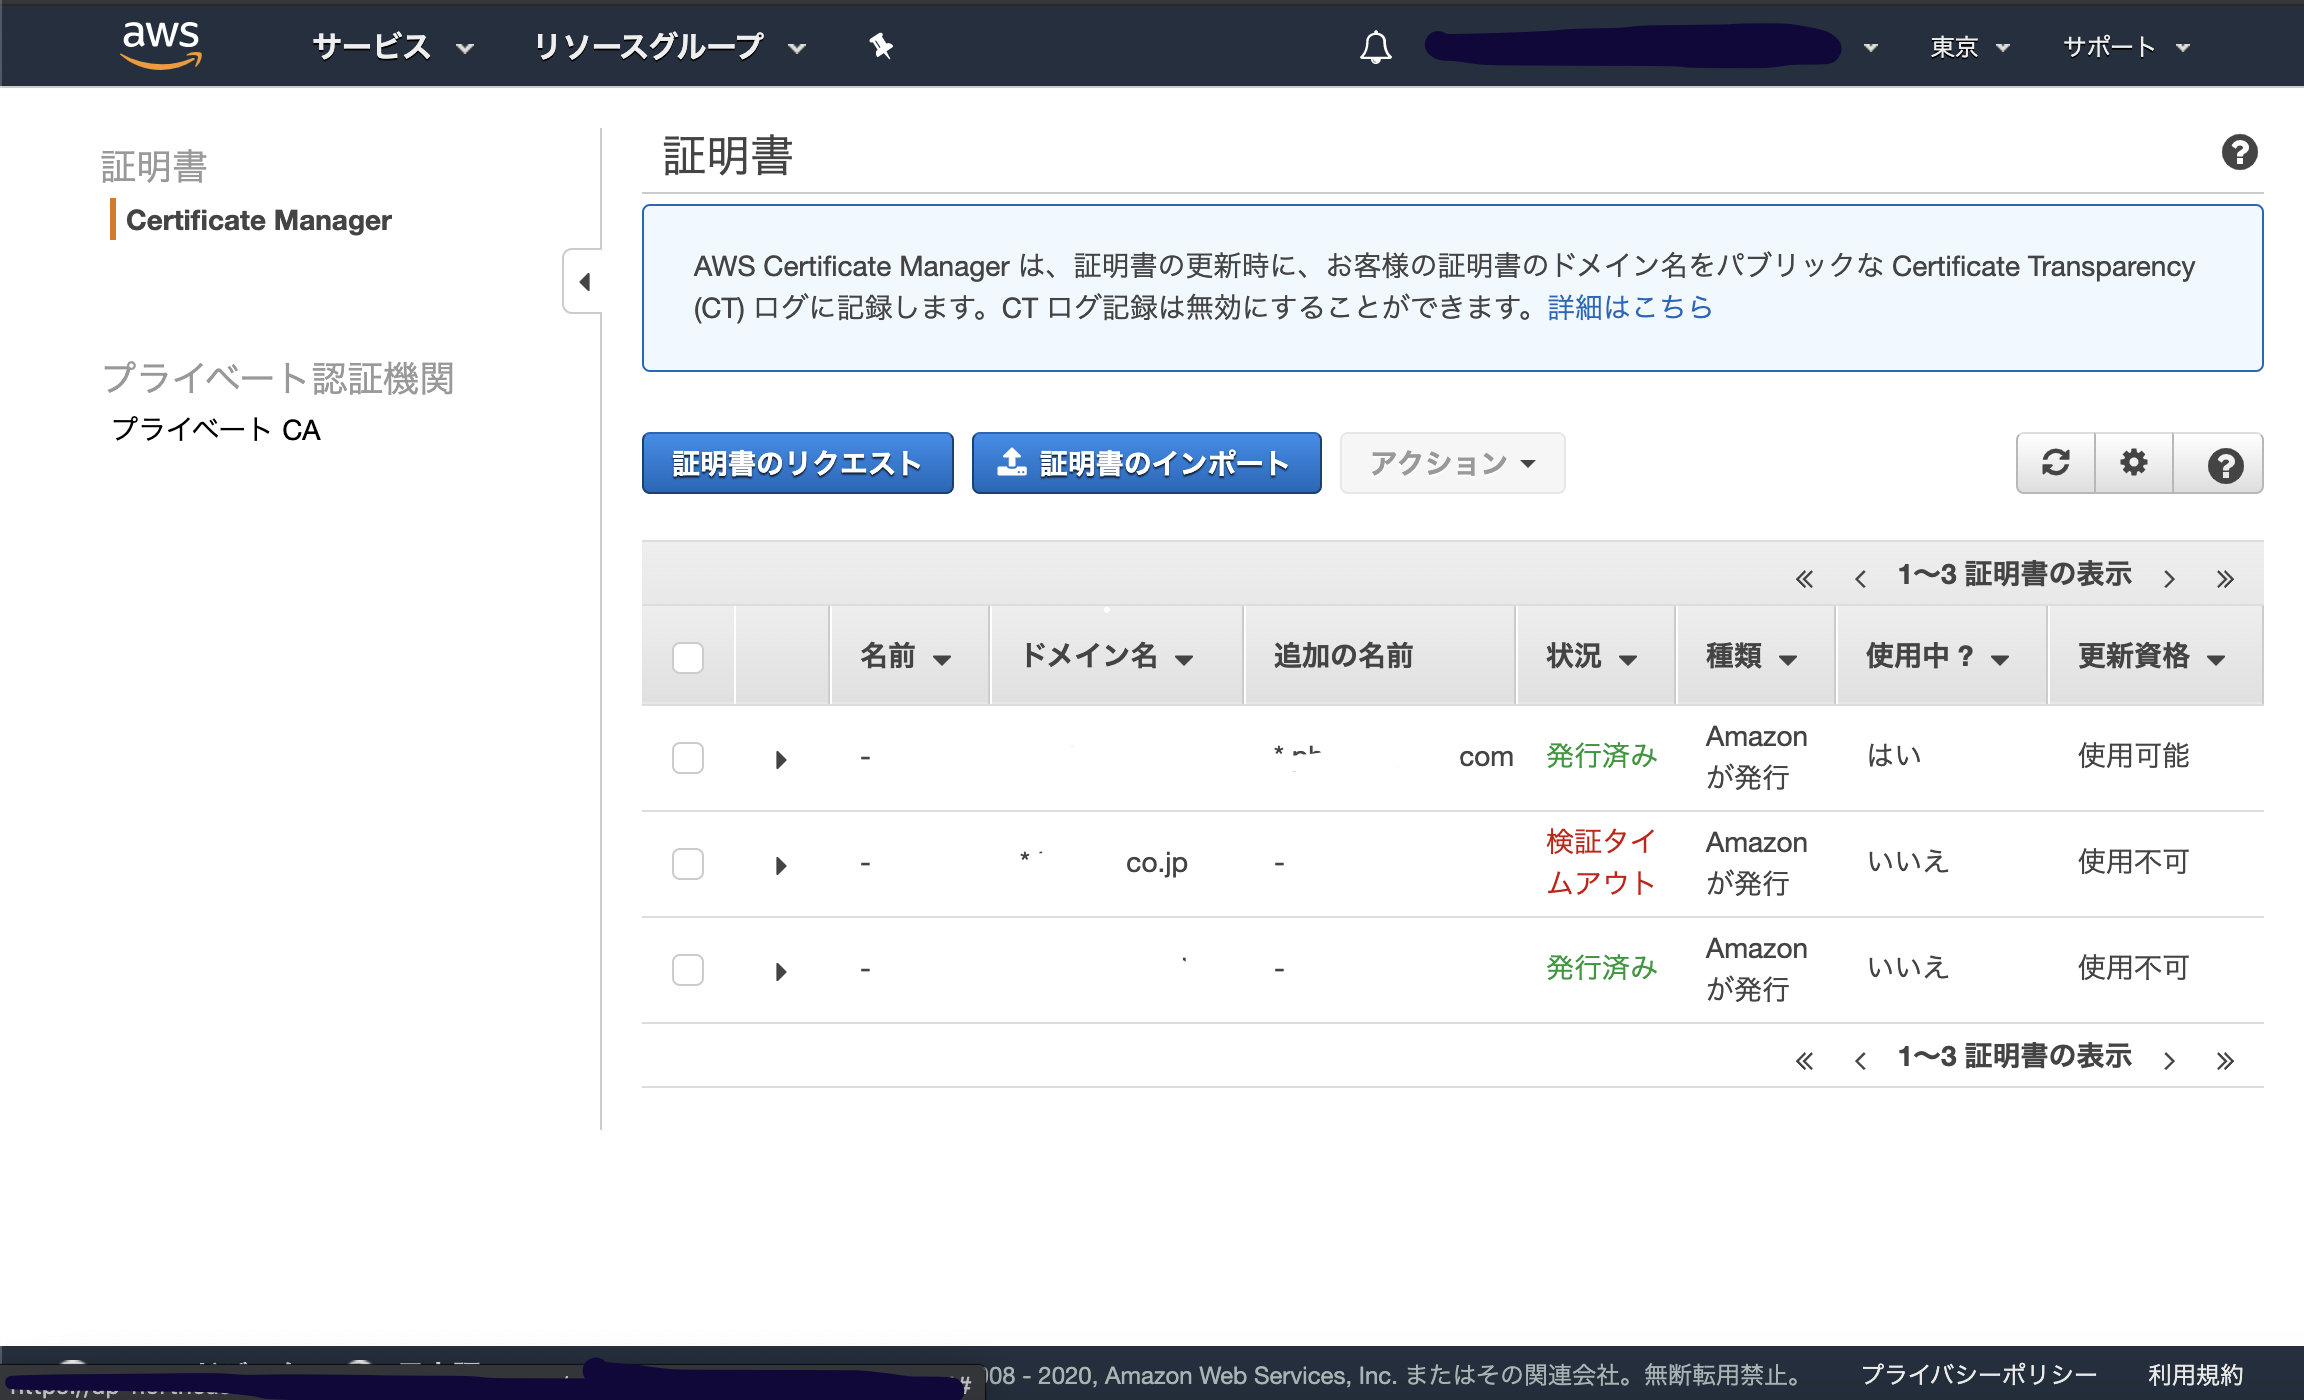 aws
サービス
リソースグループ
東京
サポート
証明書
Certificate Manager
プライベート認証機関
プライベート CA
証明書
AWS Certificate Manager は、証明書の更新時に、お客様の証明書のドメイン名をパブリックな Certificate Transparency
(CT) ログに記録します。CT ログ記録は無効にすることができます。詳細はこちら
証明書のリクエスト
証明書のインポート
アクション
« ‹ 1〜3 証明書の表示 › »
名前 ドメイン名 追加の名前 状況 種類 使用中 ? 更新資格
- * com 発行済み Amazon はい 使用可能
が発行
- * co.jp - 検証タイ Amazon いいえ 使用不可
ムアウト が発行
- - 発行済み Amazon いいえ 使用不可
が発行
« ‹ 1〜3 証明書の表示 › »
08 - 2020, Amazon Web Services, Inc. またはその関連会社。無断転用禁止。
プライバシーポリシー
利用規約